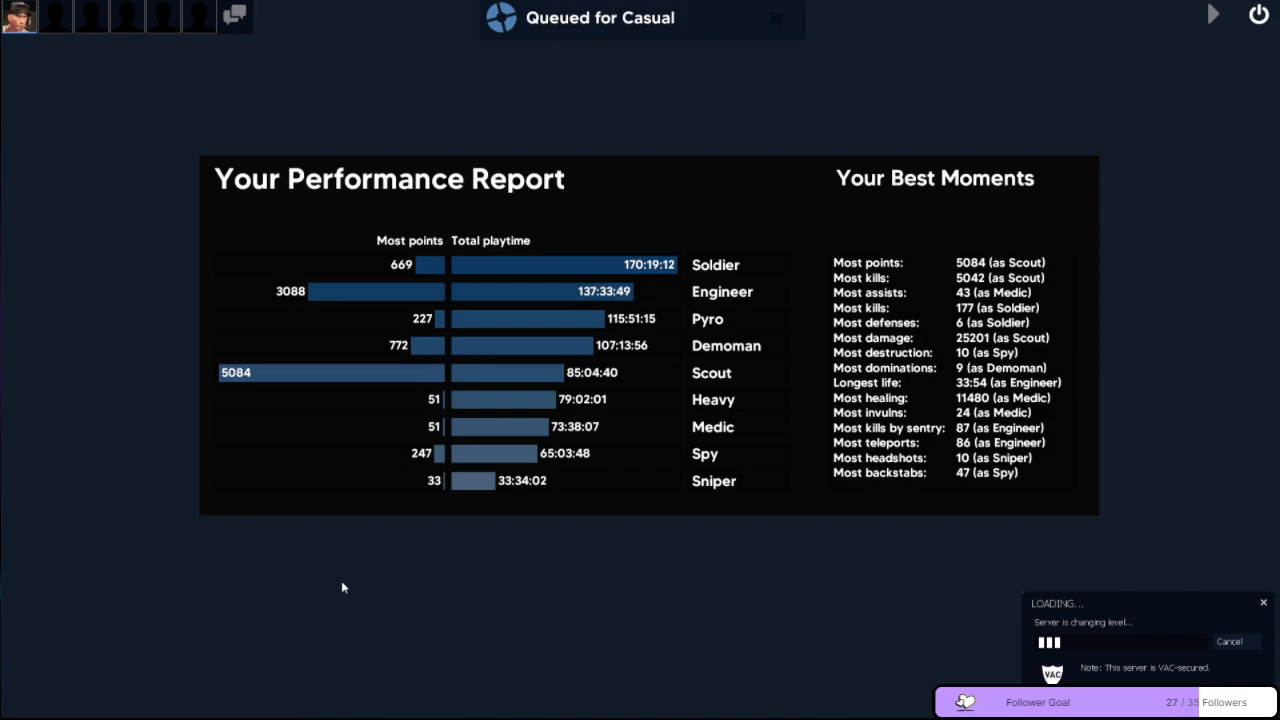 Queued for Casual
Your Performance Report
Most points Total playtime
669 170:19:12 Soldier
3088 137:33:49 Engineer
227 115:51:15 Pyro
772 107:13:56 Demoman
5084 85:04:40 Scout
51 79:02:01 Heavy
51 73:38:07 Medic
247 65:03:48 Spy
33 33:34:02 Sniper
Your Best Moments
Most points: 5084 (as Scout)
Most kills: 5042 (as Scout)
Most assists: 43 (as Medic)
Most kills: 177 (as Soldier)
Most defenses: 6 (as Soldier)
Most damage: 25201 (as Scout)
Most destruction: 10 (as Spy)
Most dominations: 9 (as Demoman)
Longest life: 33:54 (as Engineer)
Most healing: 11480 (as Medic)
Most invulns: 24 (as Medic)
Most kills by sentry: 87 (as Engineer)
Most teleports: 86 (as Engineer)
Most headshots: 10 (as Sniper)
Most backstabs: 47 (as Spy)
LOADING...
Server is changing level...
Cancel
Note: This server is VAC-secured.
VAC
Follower Goal 27 / 35 Followers